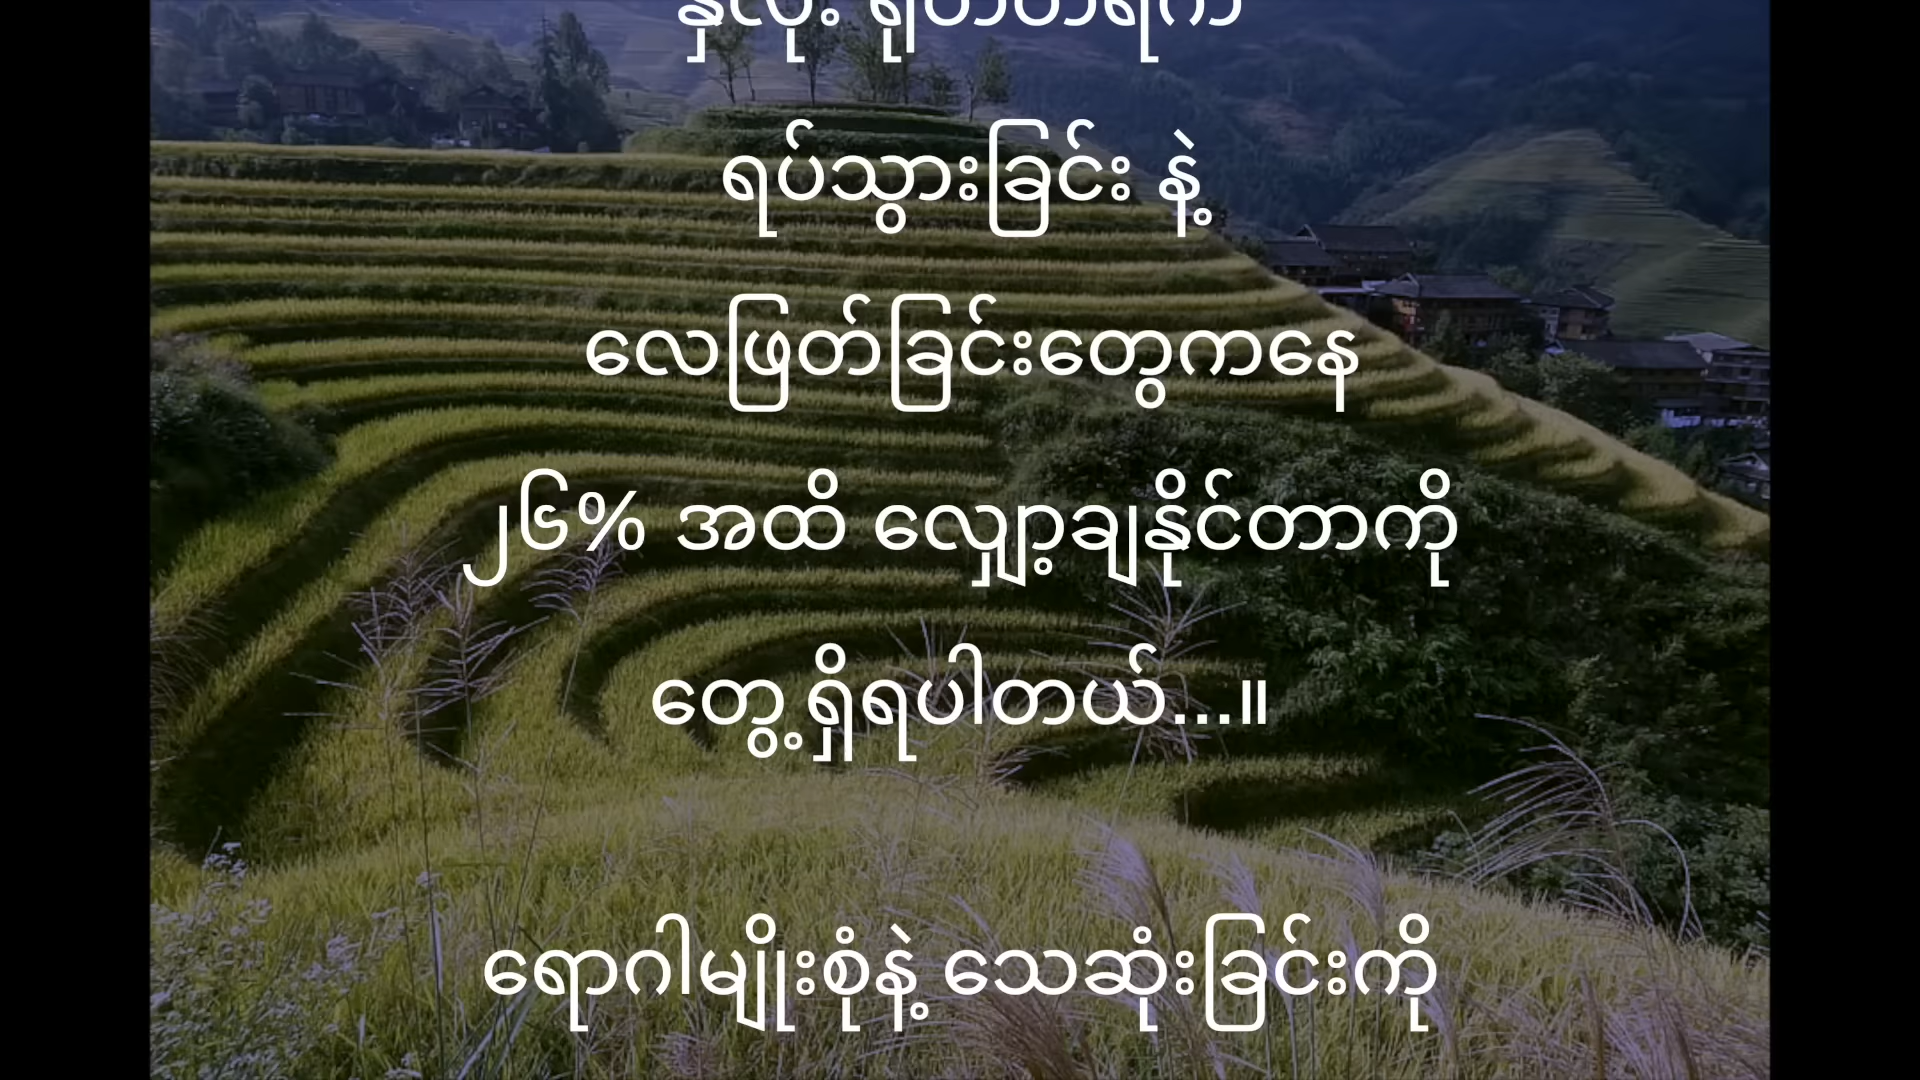 ရပ်သွားခြင်း နဲ့
လေဖြတ်ခြင်းတွေကနေ
၂၆% အထိ လျှော့ချနိုင်တာကို
တွေ့ရှိရပါတယ်...။
ရောဂါမျိုးစုံနဲ့ သေဆုံးခြင်းကို